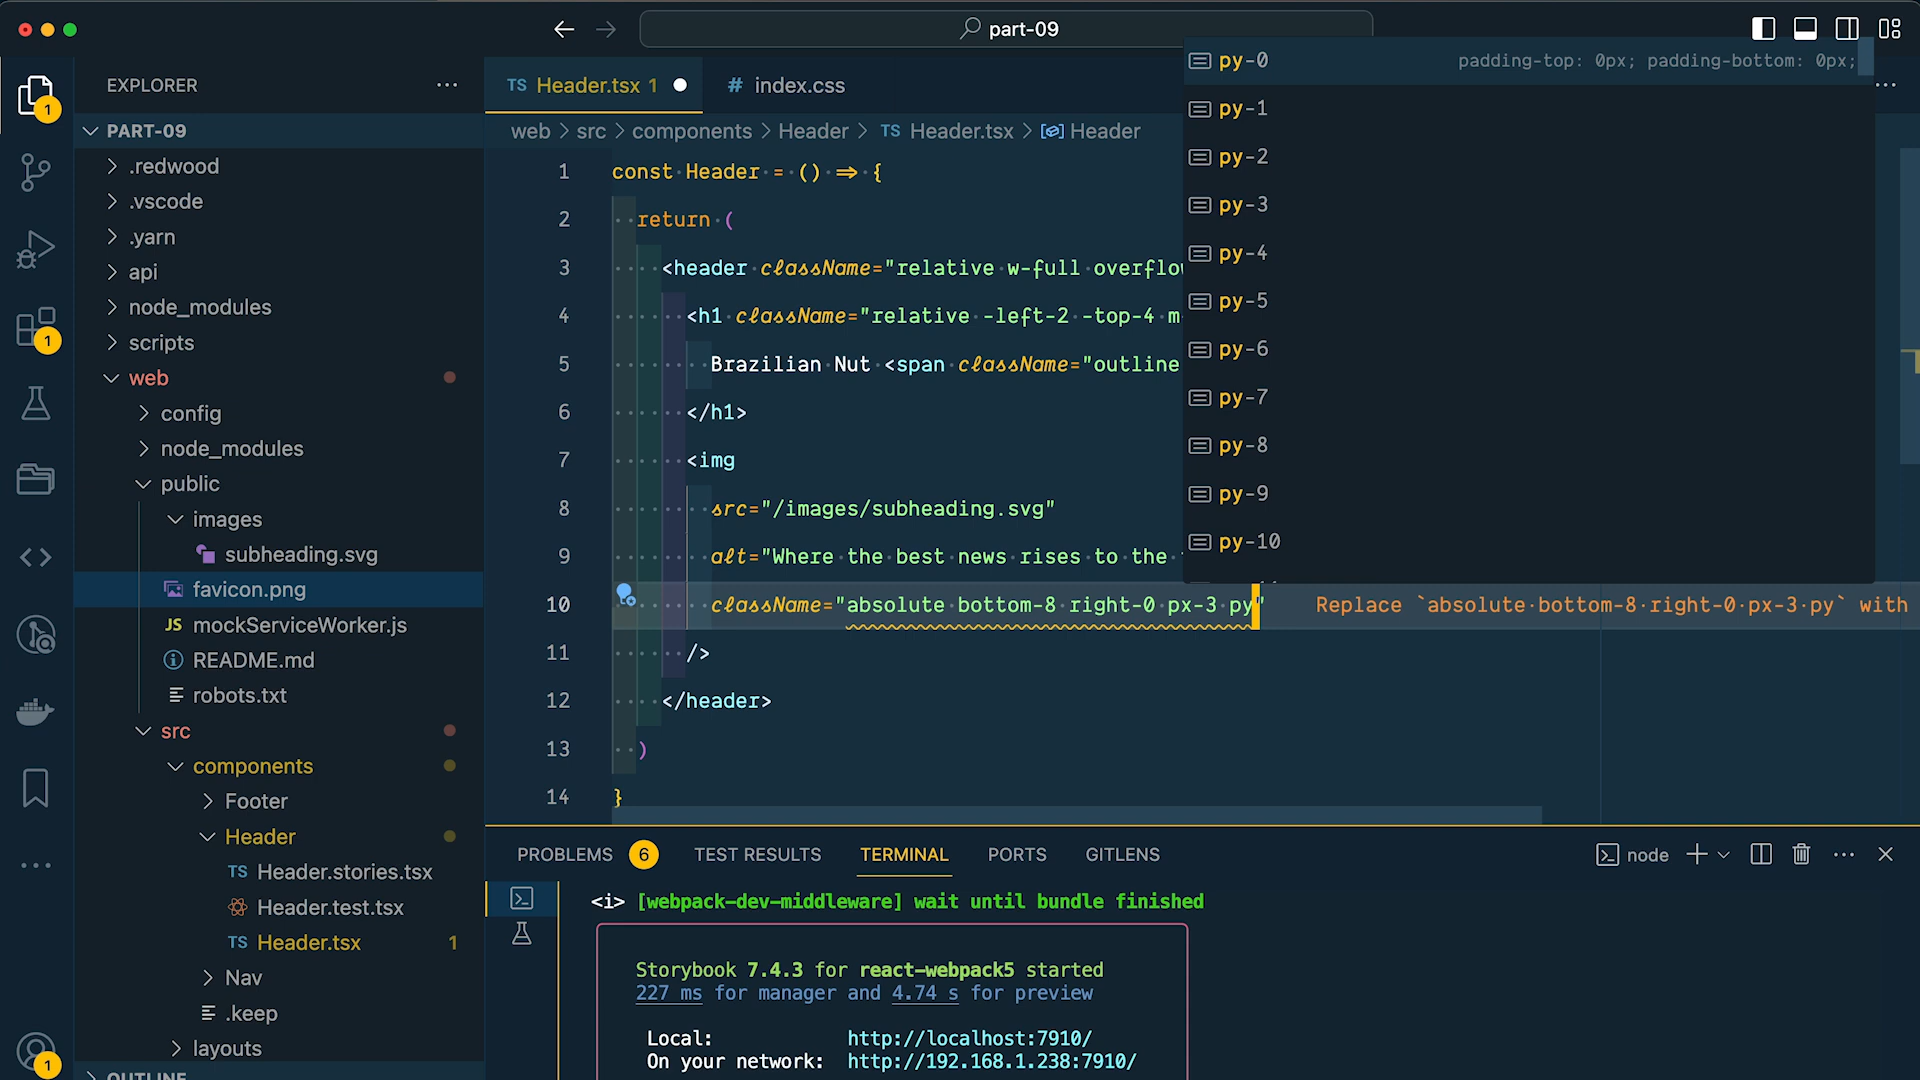 part-09
EXPLORER
PART-09
.redwood
.vscode
.yarn
api
node_modules
scripts
web
config
node_modules
public
images
subheading.svg
favicon.png
JS mockServiceWorker.js
README.md
robots.txt
src
components
Footer
Header
TS Header.stories.tsx
Header.test.tsx
TS Header.tsx 1
Nav
.keep
layouts
OUTLINE
1
1
1
TS Header.tsx 1
# index.css
web > src > components > Header > TS Header.tsx > Header
1 const Header = () => {
2 return (
3 <header className="relative w-full overflow
4 <h1 className="relative -left-2 -top-4 m
5 Brazilian Nut <span className="outline
6 </h1>
7 <img
8 src="/images/subheading.svg"
9 alt="Where the best news rises to the
10 className="absolute bottom-8 right-0 px-3 py" Replace `absolute·bottom-8·right-0·px-3·py` with
11 />
12 </header>
13 )
14 }
py-0 padding-top: 0px; padding-bottom: 0px;
py-1
py-2
py-3
py-4
py-5
py-6
py-7
py-8
py-9
py-10
PROBLEMS 6 TEST RESULTS TERMINAL PORTS GITLENS
node
<i> [webpack-dev-middleware] wait until bundle finished
Storybook 7.4.3 for react-webpack5 started
227 ms for manager and 4.74 s for preview
Local: http://localhost:7910/
On your network: http://192.168.1.238:7910/